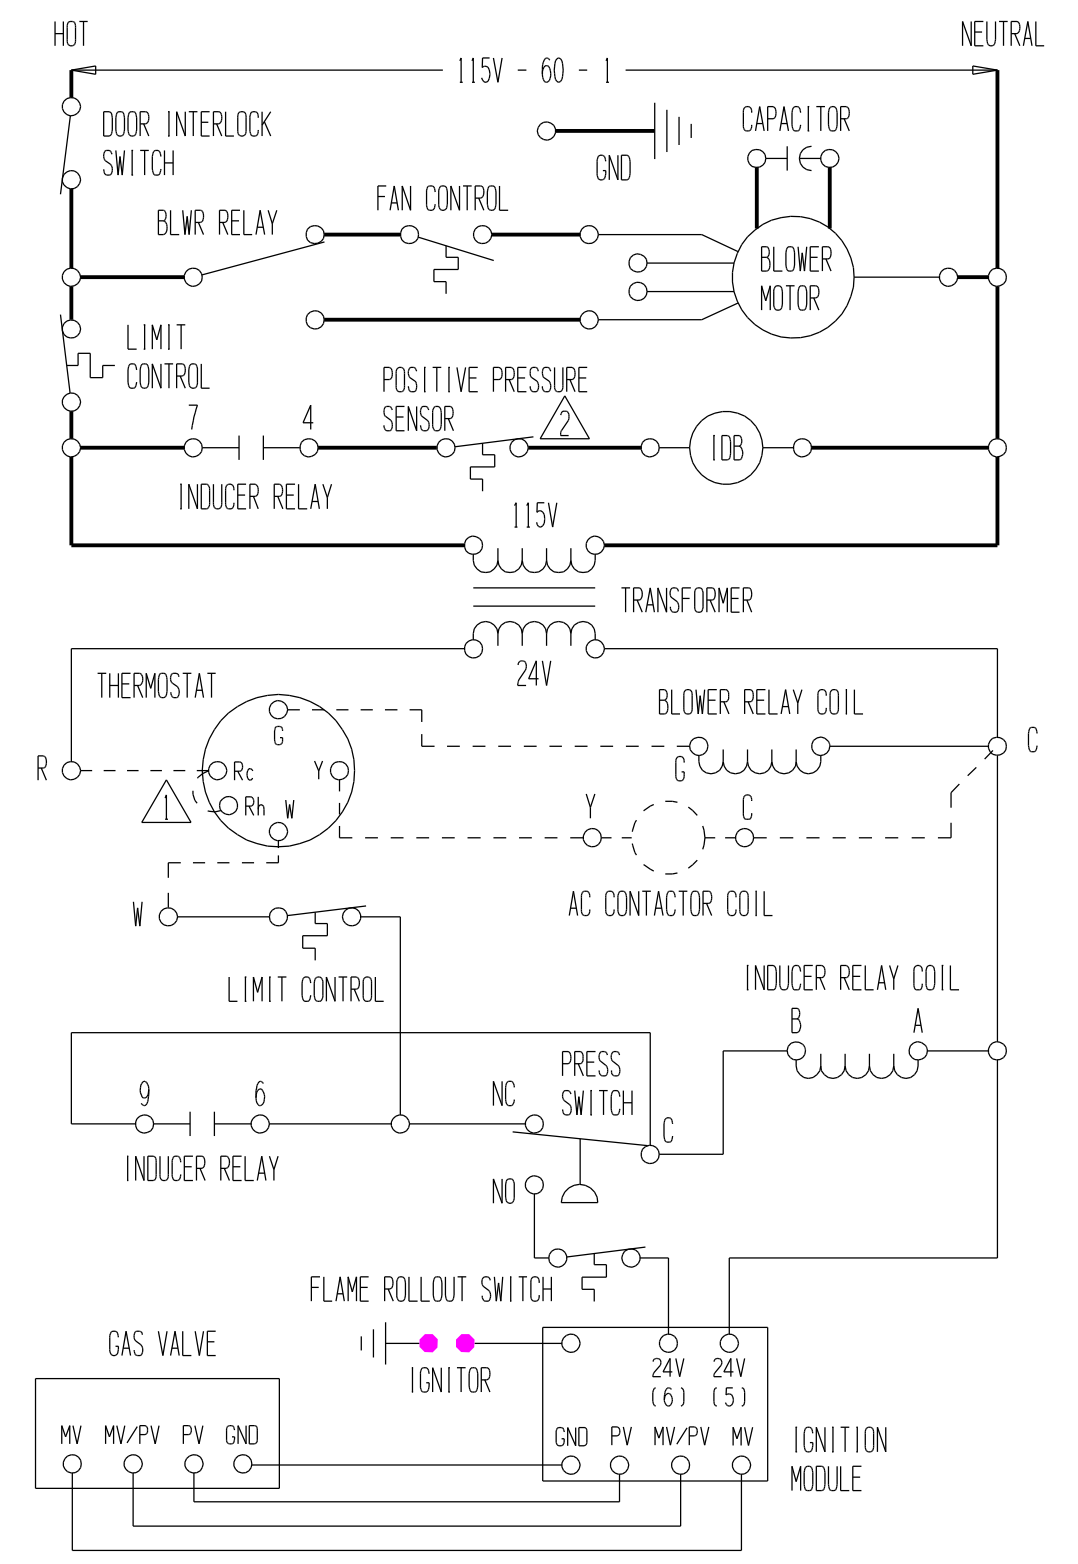 HOT
NEUTRAL
115V - 60 - 1
DOOR INTERLOCK
SWITCH
CAPACITOR
GND
FAN CONTROL
BLWR RELAY
BLOWER
MOTOR
LIMIT
CONTROL
POSITIVE PRESSURE
SENSOR
2
7
4
IDB
INDUCER RELAY
115V
TRANSFORMER
24V
THERMOSTAT
BLOWER RELAY COIL
G
C
R
Rc
Y
G
1
Rh
W
Y
C
AC CONTACTOR COIL
W
LIMIT CONTROL
INDUCER RELAY COIL
B
A
PRESS
SWITCH
9
6
NC
C
INDUCER RELAY
NO
FLAME ROLLOUT SWITCH
GAS VALVE
IGNITOR
24V
(6)
24V
(5)
MV
MV/PV
PV
GND
GND
PV
MV/PV
MV
IGNITION
MODULE